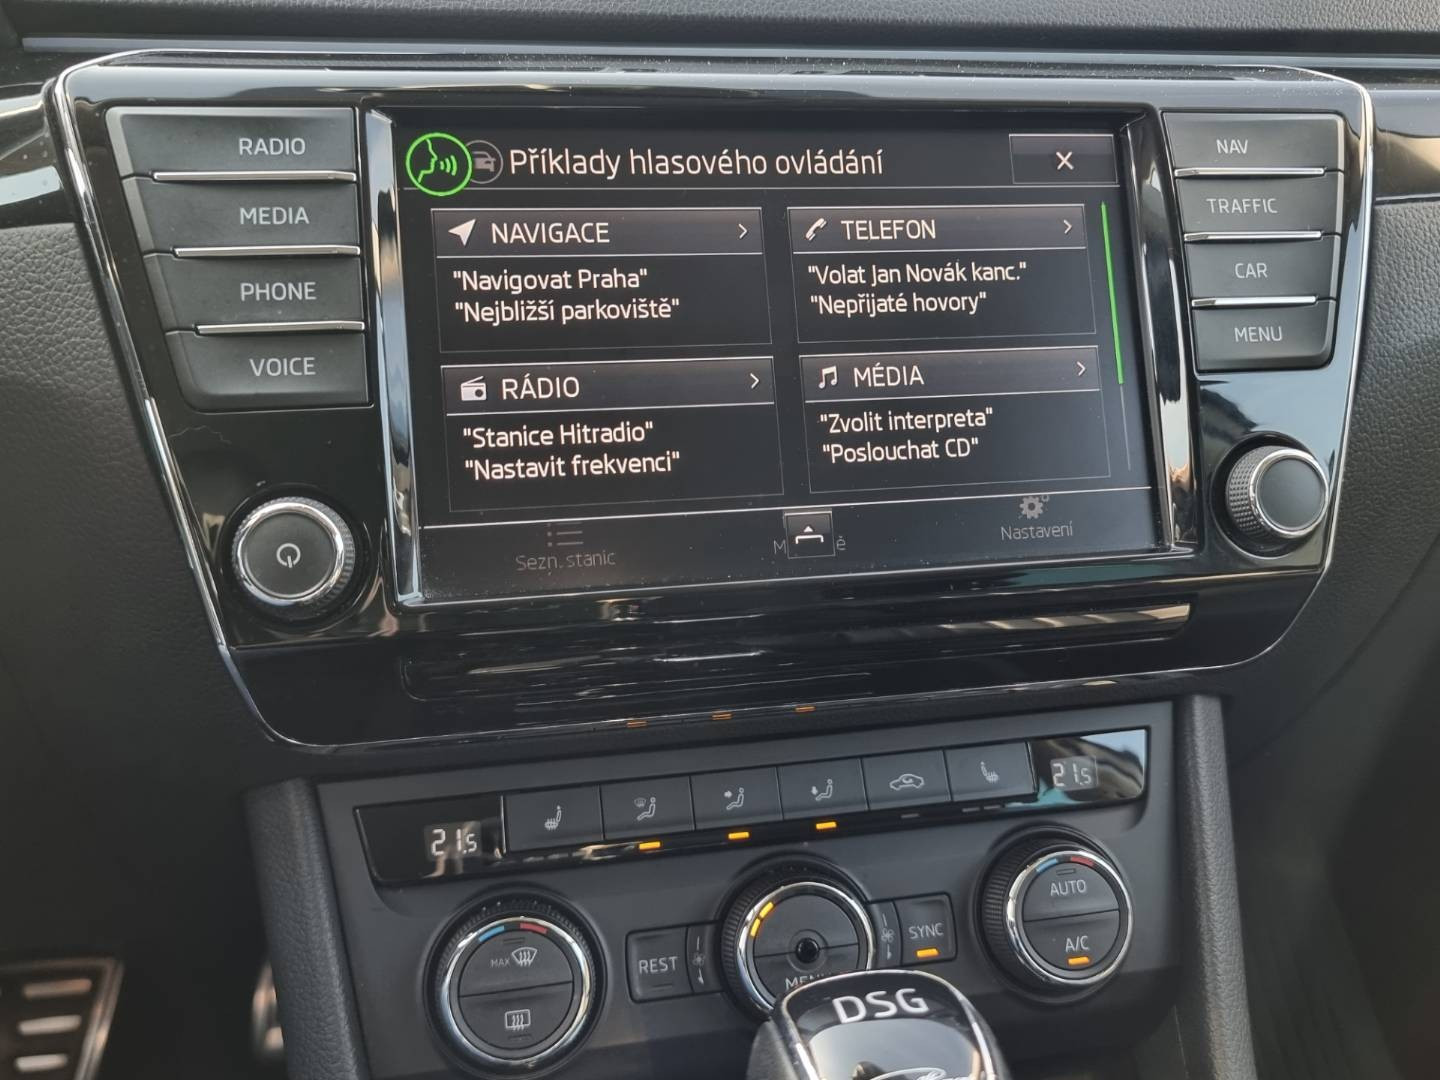 RADIO
MEDIA
PHONE
VOICE
Příklady hlasového ovládání
NAVIGACE
"Navigovat Praha"
"Nejbližší parkoviště"
TELEFON
"Volat Jan Novák kanc."
"Nepřijaté hovory"
RÁDIO
"Stanice Hitradio"
"Nastavit frekvenci"
MÉDIA
"Zvolit interpreta"
"Poslouchat CD"
Sezn. stanic
Nastavení
NAV
TRAFFIC
CAR
MENU
21.5
21.5
MAX
REST
MENU
SYNC
AUTO
A/C
DSG